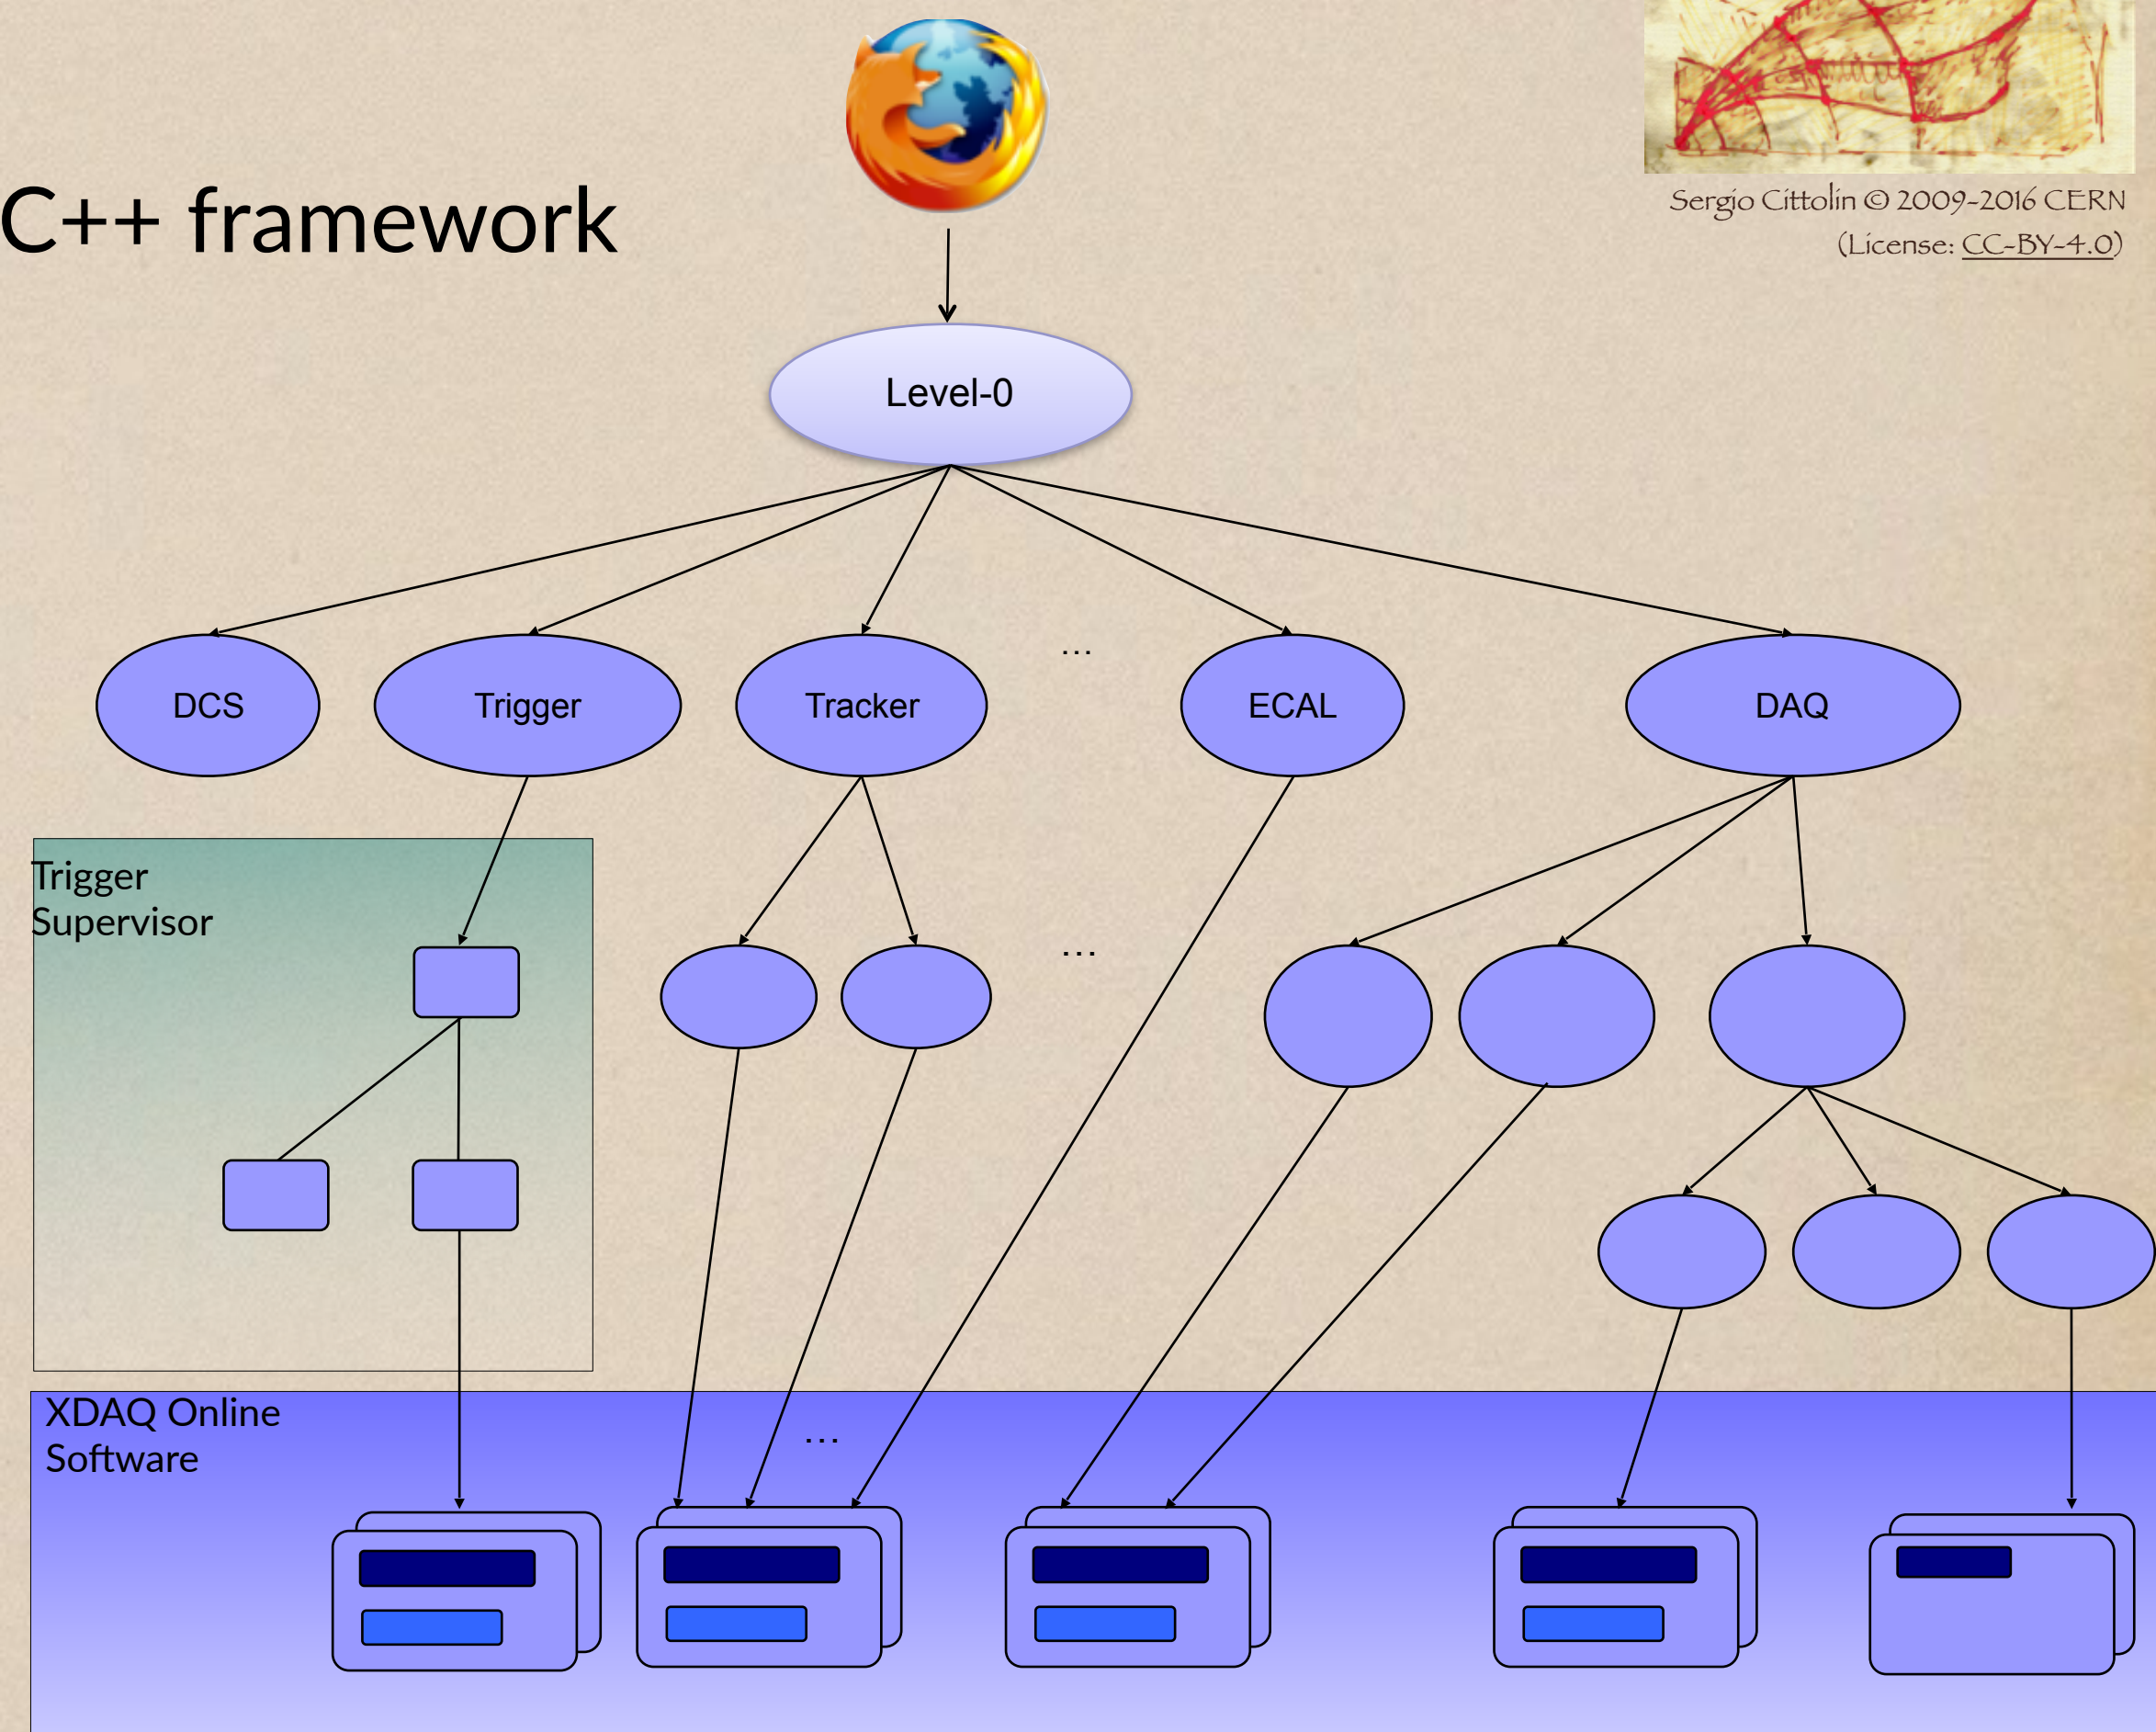 Sergio Cittolin © 2009-2016 CERN
(License: CC-BY-4.0)
C++ framework
Level-0
...
DCS
Trigger
Tracker
ECAL
DAQ
Trigger
Supervisor
...
XDAQ Online
Software
...